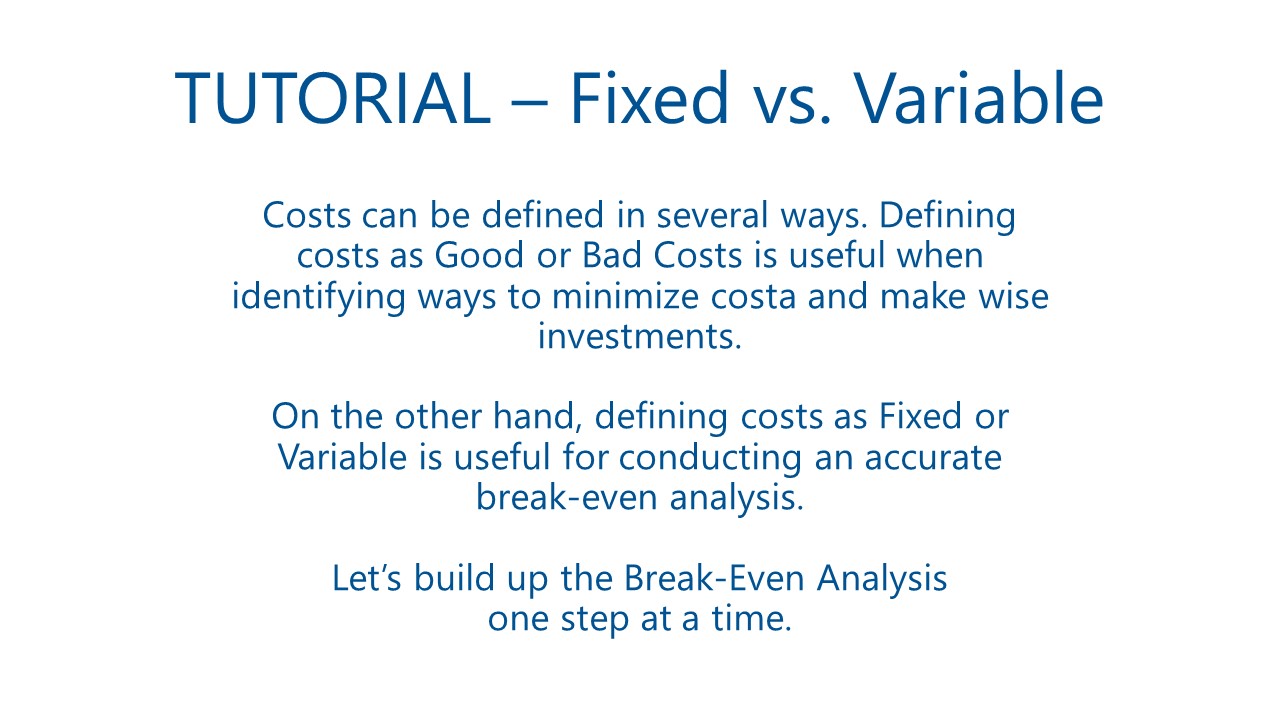 TUTORIAL – Fixed vs. Variable
Costs can be defined in several ways. Defining
costs as Good or Bad Costs is useful when
identifying ways to minimize costa and make wise
investments.
On the other hand, defining costs as Fixed or
Variable is useful for conducting an accurate
break-even analysis.
Let’s build up the Break-Even Analysis
one step at a time.